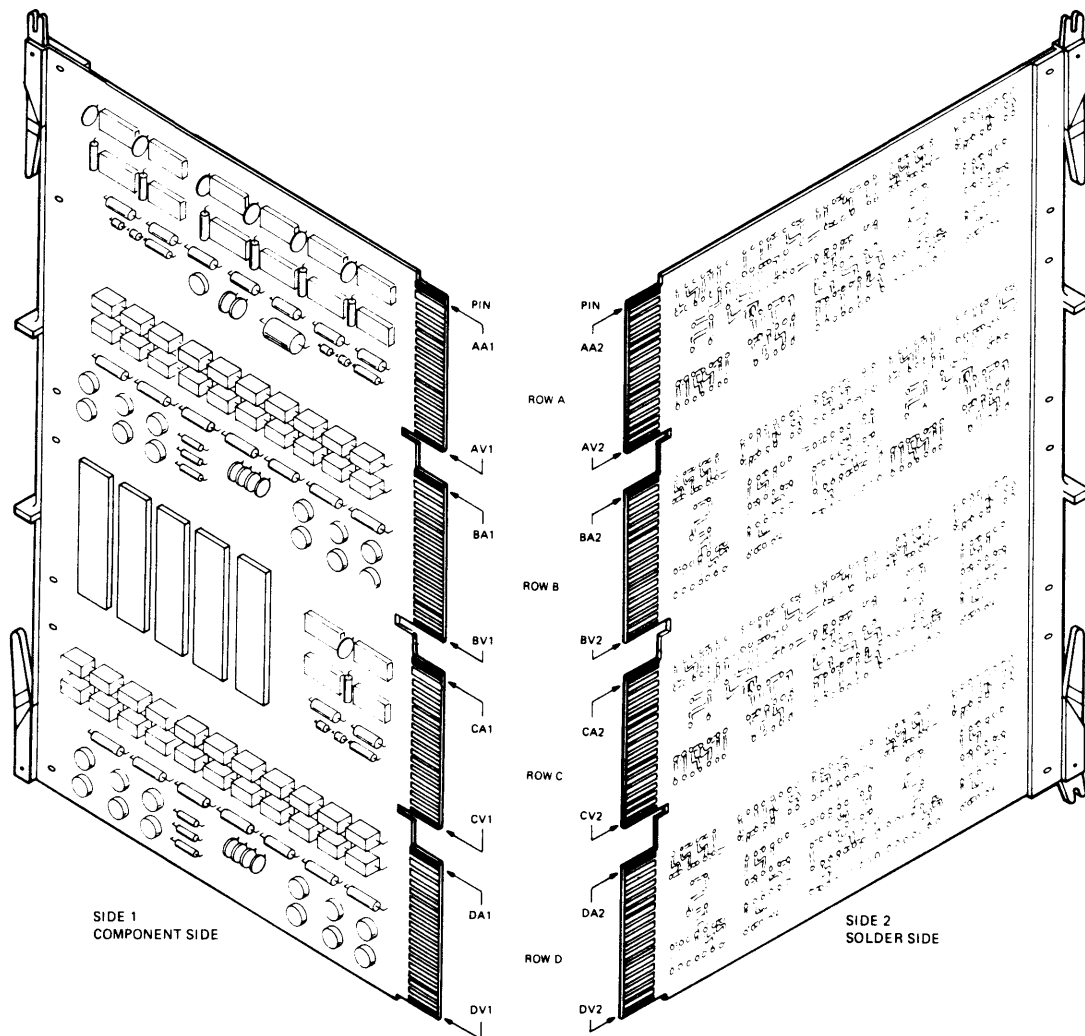 PIN
PIN
AA1
AA2
ROW A
AV1
AV2
BA1
BA2
ROW B
BV1
BV2
CA1
CA2
ROW C
CV1
CV2
DA1
DA2
SIDE 1
COMPONENT SIDE
SIDE 2
SOLDER SIDE
ROW D
DV1
DV2